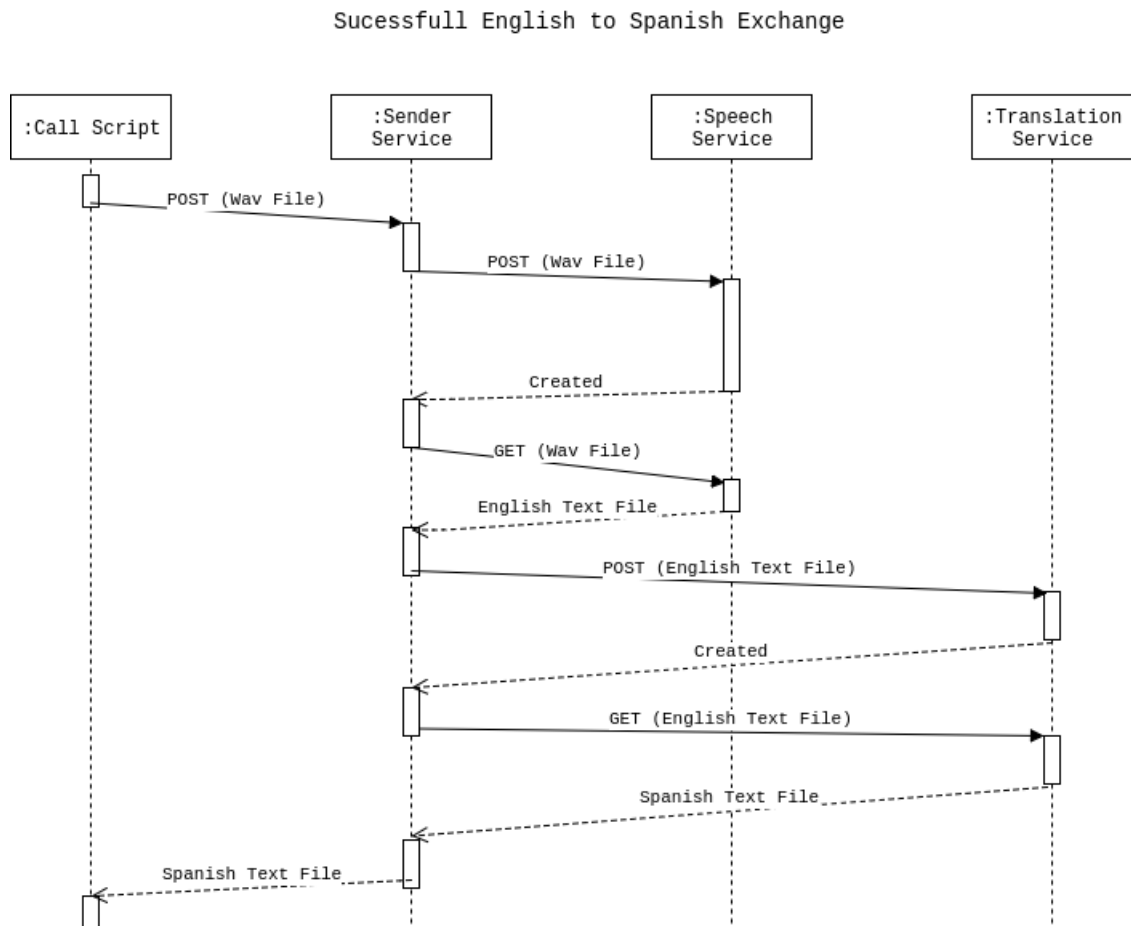 Sucessfull English to Spanish Exchange
:Call Script
:Sender
Service
:Speech
Service
:Translation
Service
POST (Wav File)
POST (Wav File)
Created
GET (Wav File)
English Text File
POST (English Text File)
Created
GET (English Text File)
Spanish Text File
Spanish Text File